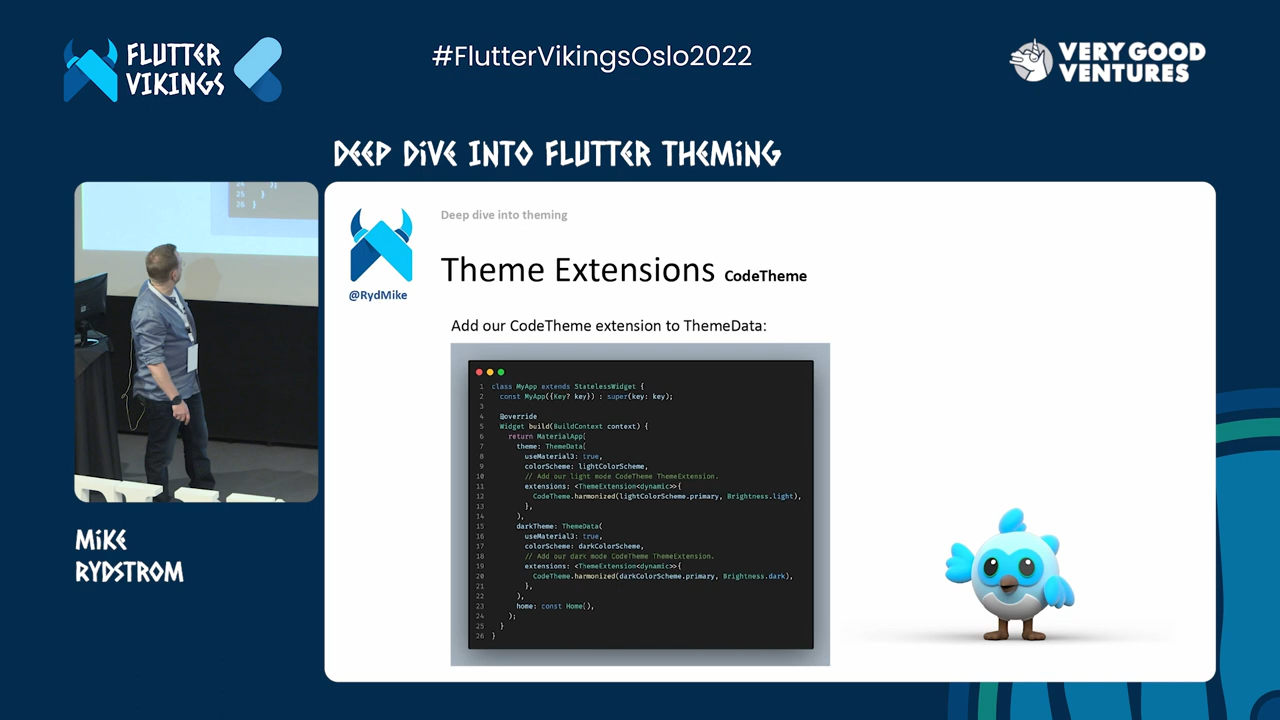 FLUTTER
VIKINGS
#FlutterVikingsOslo2022
VERY GOOD
VENTURES
DEEP DIVE INTO FLUTTER THEMING
24 );
25 }
26 }
MIKE
RYDSTROM
@RydMike
Deep dive into theming
Theme Extensions CodeTheme
Add our CodeTheme extension to ThemeData:
1 class MyApp extends StatelessWidget {
2 const MyApp({Key? key}) : super(key: key);
3
4 @override
5 Widget build(BuildContext context) {
6 return MaterialApp(
7 theme: ThemeData(
8 useMaterial3: true,
9 colorScheme: lightColorScheme,
10 // Add our light mode CodeTheme ThemeExtension.
11 extensions: <ThemeExtension<dynamic>>{
12 CodeTheme.harmonized(lightColorScheme.primary, Brightness.light),
13 },
14 ),
15 darkTheme: ThemeData(
16 useMaterial3: true,
17 colorScheme: darkColorScheme,
18 // Add our dark mode CodeTheme ThemeExtension.
19 extensions: <ThemeExtension<dynamic>>{
20 CodeTheme.harmonized(darkColorScheme.primary, Brightness.dark),
21 },
22 ),
23 home: const Home(),
24 );
25 }
26 }